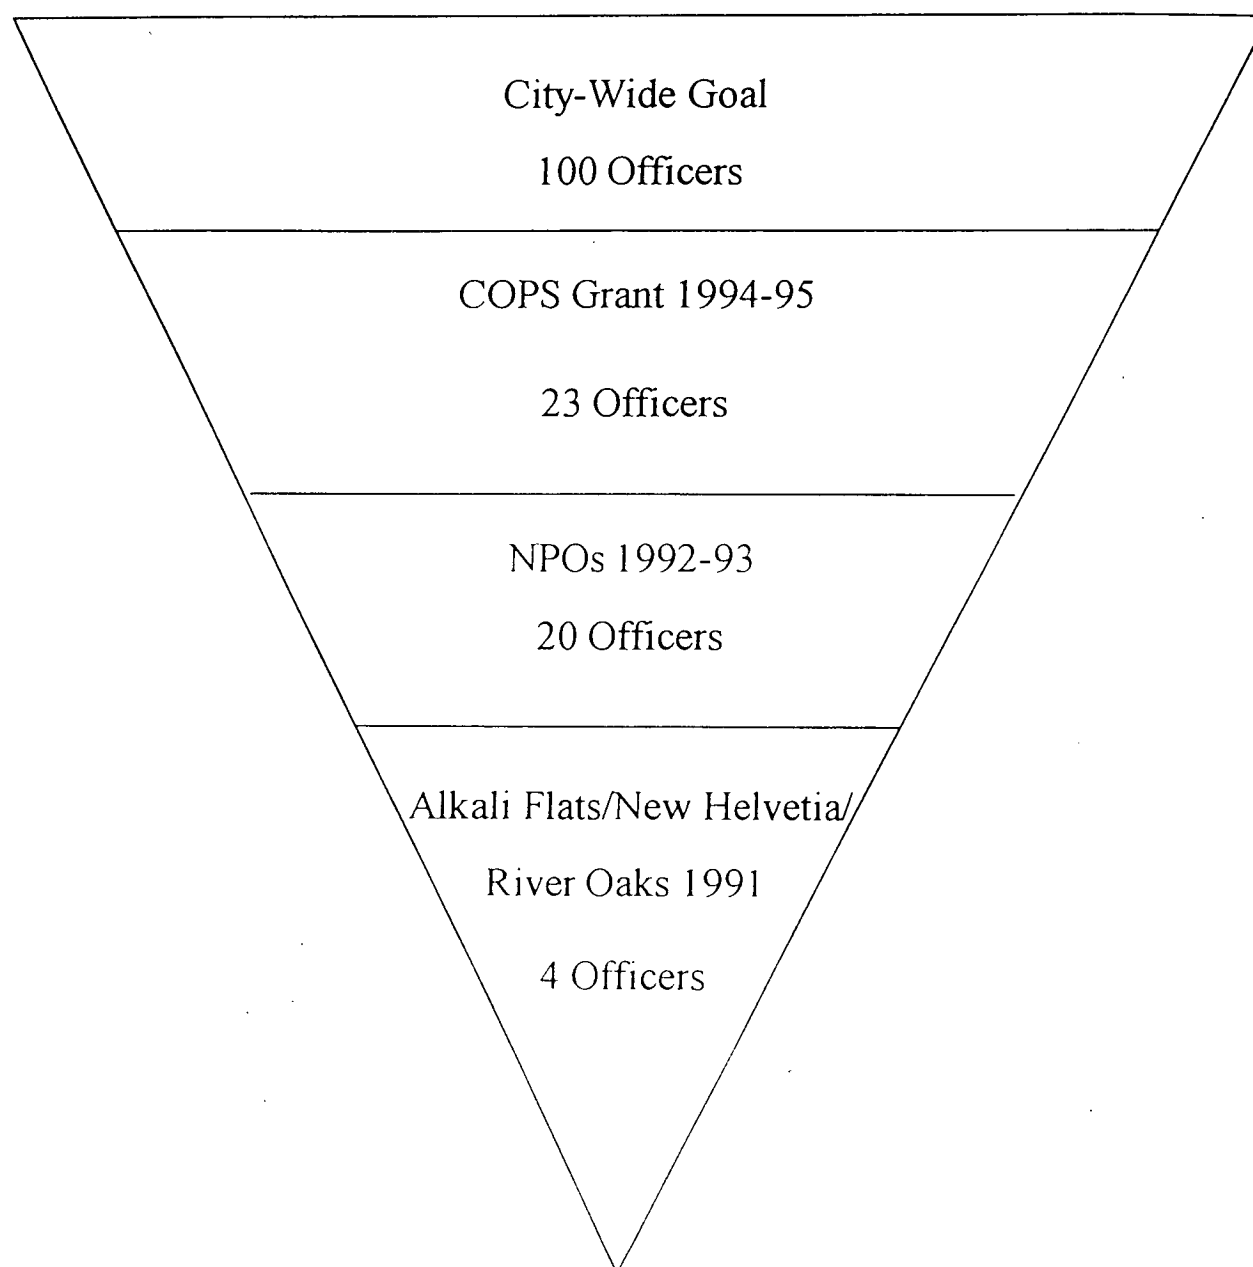 City-Wide Goal
100 Officers
COPS Grant 1994-95
23 Officers
NPOs 1992-93
20 Officers
Alkali Flats/New Helvetia/
River Oaks 1991
4 Officers